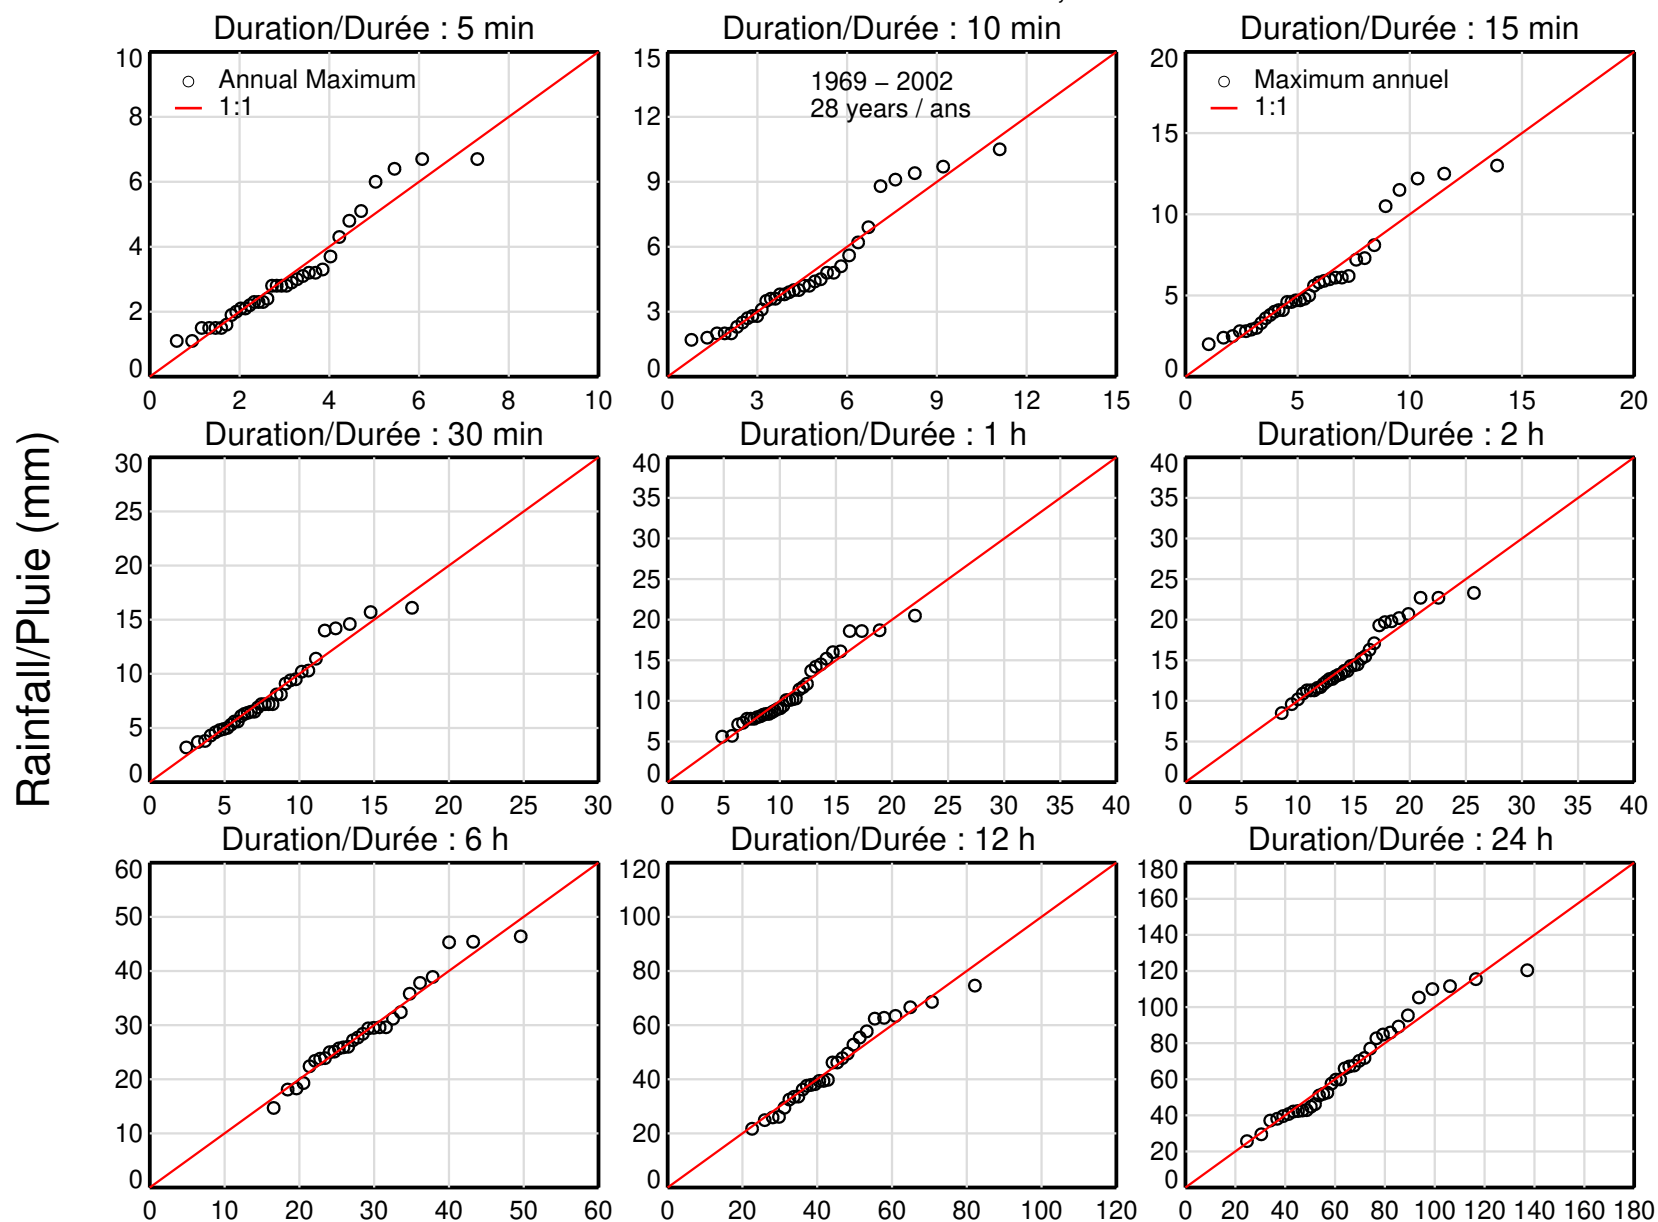 Duration/Durée : 5 min
Duration/Durée : 10 min
Duration/Durée : 15 min
10
8
6
4
2
0
Annual Maximum
1:1
0 2 4 6 8 10
15
12
9
6
3
0
1969 – 2002
28 years / ans
0 3 6 9 12 15
20
15
10
5
0
Maximum annuel
1:1
0 5 10 15 20
Rainfall/Pluie (mm)
Duration/Durée : 30 min
Duration/Durée : 1 h
Duration/Durée : 2 h
30
25
20
15
10
5
0
0 5 10 15 20 25 30
40
35
30
25
20
15
10
5
0
0 5 10 15 20 25 30 35 40
40
35
30
25
20
15
10
5
0
0 5 10 15 20 25 30 35 40
Duration/Durée : 6 h
Duration/Durée : 12 h
Duration/Durée : 24 h
60
50
40
30
20
10
0
0 10 20 30 40 50 60
120
100
80
60
40
20
0
0 20 40 60 80 100 120
180
160
140
120
100
80
60
40
20
0
0 20 40 60 80 100 120 140 160 180